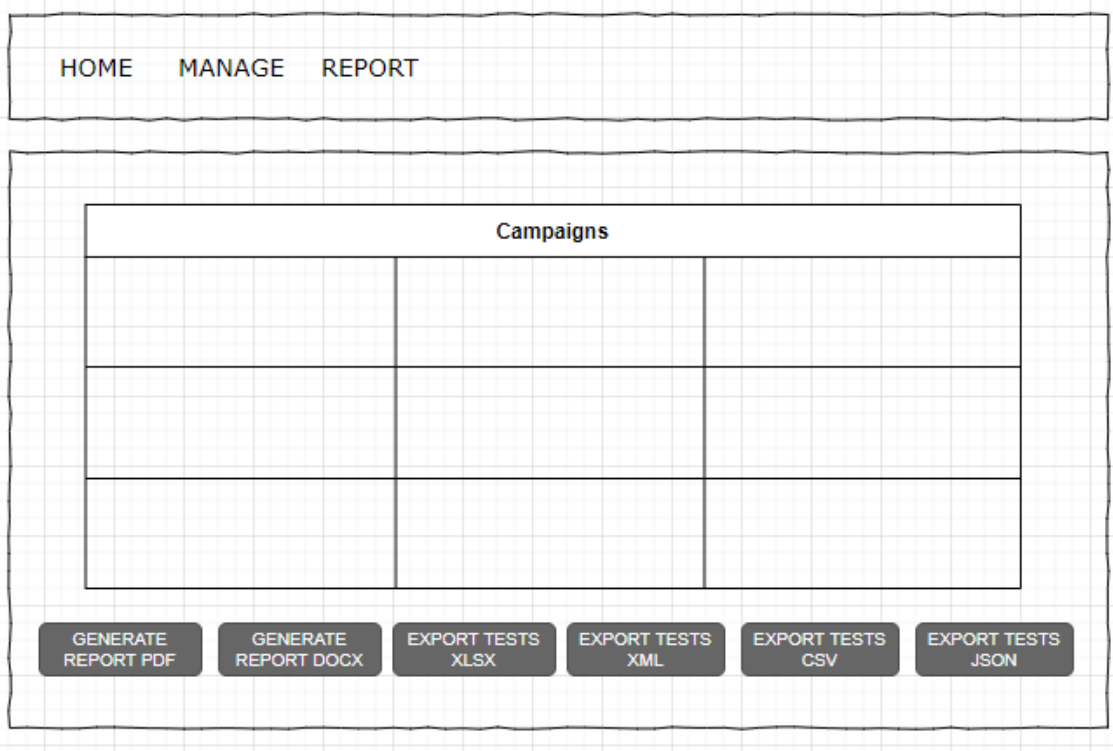 HOME MANAGE REPORT
Campaigns
GENERATE
REPORT PDF
GENERATE
REPORT DOCX
EXPORT TESTS
XLSX
EXPORT TESTS
XML
EXPORT TESTS
CSV
EXPORT TESTS
JSON